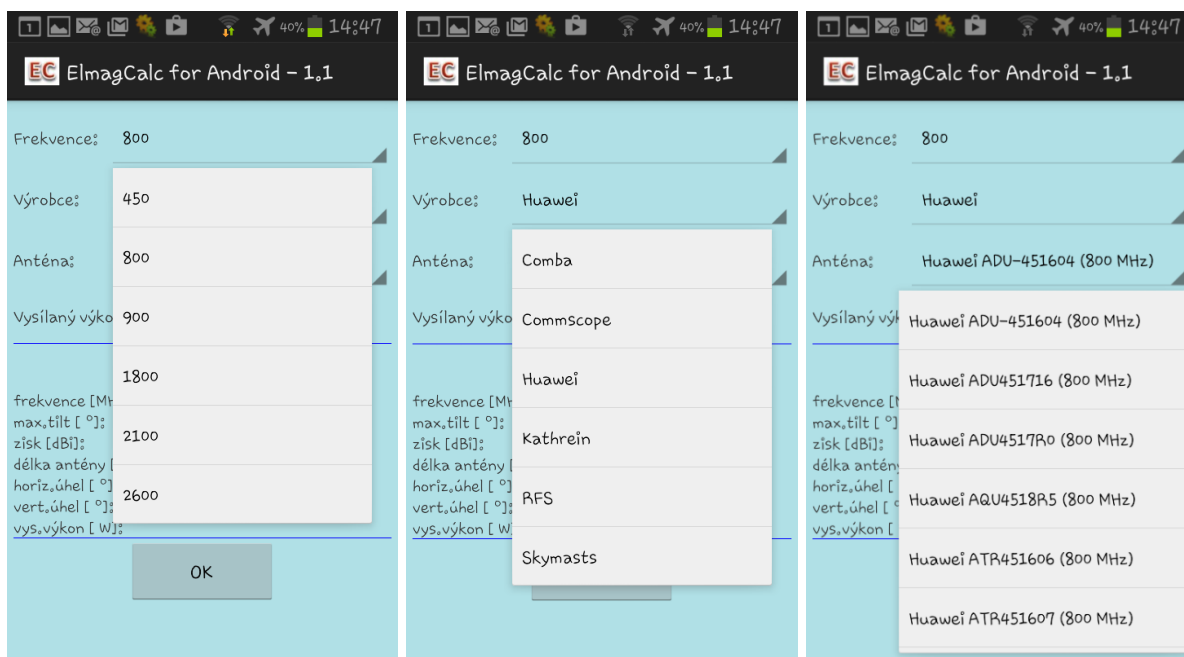 1 40% 14:47
EC ElmagCalc for Android – 1.1
Frekvence: 800
450
Výrobce:
800
Anténa:
900
Vysílaný výko
1800
2100
2600
frekvence [MH
max.tilt [ °]:
zisk [dBi]:
délka antény [
horiz.úhel [ °]
vert.úhel [ °]:
vys.výkon [ W]:
OK
1 40% 14:47
EC ElmagCalc for Android – 1.1
Frekvence: 800
Výrobce: Huawei
Anténa:
Comba
Vysílaný výko
Commscope
Huawei
Kathrein
RFS
Skymasts
frekvence [MH
max.tilt [ °]:
zisk [dBi]:
délka antény [
horiz.úhel [ °]
vert.úhel [ °]:
vys.výkon [ W
1 40% 14:47
EC ElmagCalc for Android – 1.1
Frekvence: 800
Výrobce: Huawei
Anténa: Huawei ADU-451604 (800 MHz)
Vysílaný výk
Huawei ADU-451604 (800 MHz)
Huawei ADU451716 (800 MHz)
Huawei ADU4517R0 (800 MHz)
Huawei AQU4518R5 (800 MHz)
Huawei ATR451606 (800 MHz)
Huawei ATR451607 (800 MHz)
frekvence [M
max.tilt [ °]
zisk [dBi]:
délka antény
horiz.úhel [
vert.úhel [ °
vys.výkon [